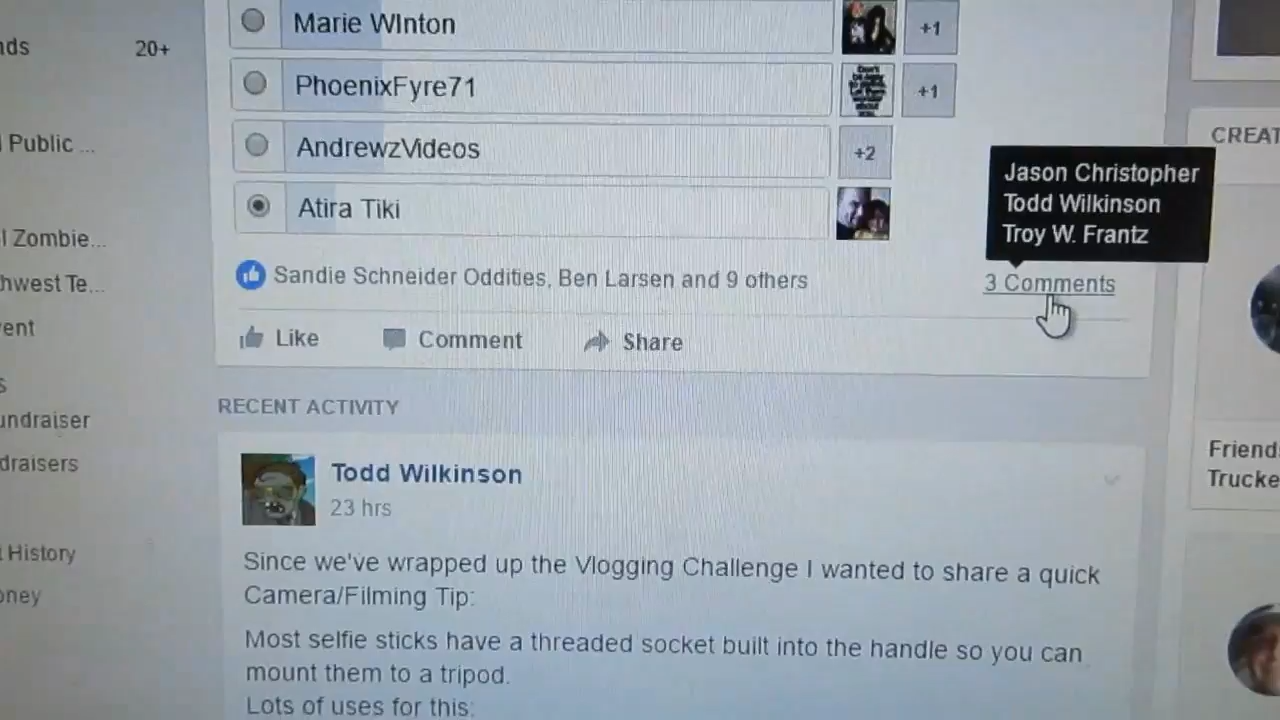 Marie WInton
+1
nds
20+
PhoenixFyre71
+1
l Public ...
AndrewzVideos
+2
CREAT
Jason Christopher
Todd Wilkinson
Troy W. Frantz
Atira Tiki
l Zombie...
hwest Te...
Sandie Schneider Oddities, Ben Larsen and 9 others
3 Comments
ent
Like
Comment
Share
s
undraiser
draisers
RECENT ACTIVITY
Todd Wilkinson
23 hrs
Friend
Trucke
t History
oney
Since we've wrapped up the Vlogging Challenge I wanted to share a quick
Camera/Filming Tip:
Most selfie sticks have a threaded socket built into the handle so you can
mount them to a tripod.
Lots of uses for this: